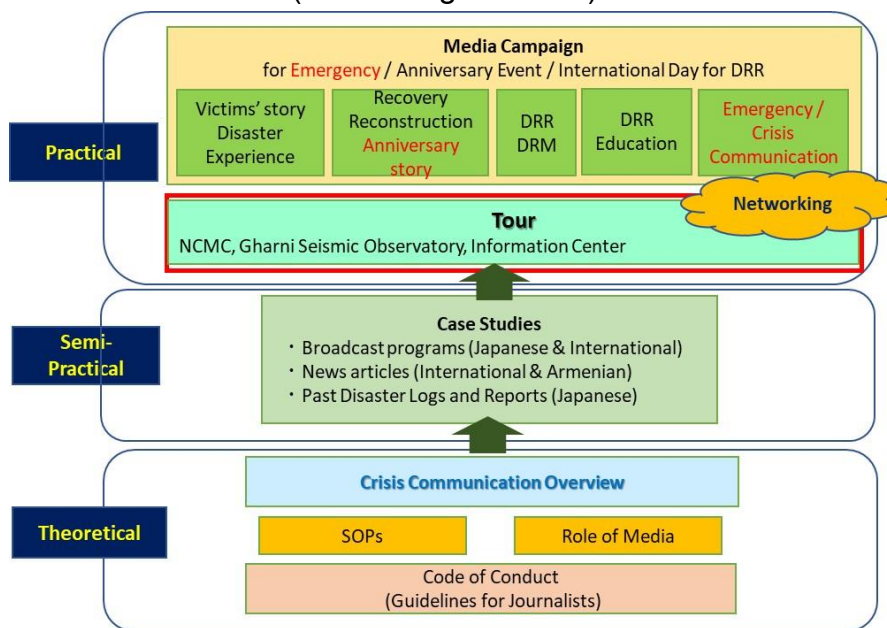 Media Campaign
for Emergency / Anniversary Event / International Day for DRR
Victims' story
Disaster
Experience
Recovery
Reconstruction
Anniversary
story
DRR
DRM
DRR
Education
Emergency /
Crisis
Communication
Practical
Networking
Tour
NCMC, Gharni Seismic Observatory, Information Center
Semi-
Practical
Case Studies
・Broadcast programs (Japanese & International)
・News articles (International & Armenian)
・Past Disaster Logs and Reports (Japanese)
Theoretical
Crisis Communication Overview
SOPs
Role of Media
Code of Conduct
(Guidelines for Journalists)